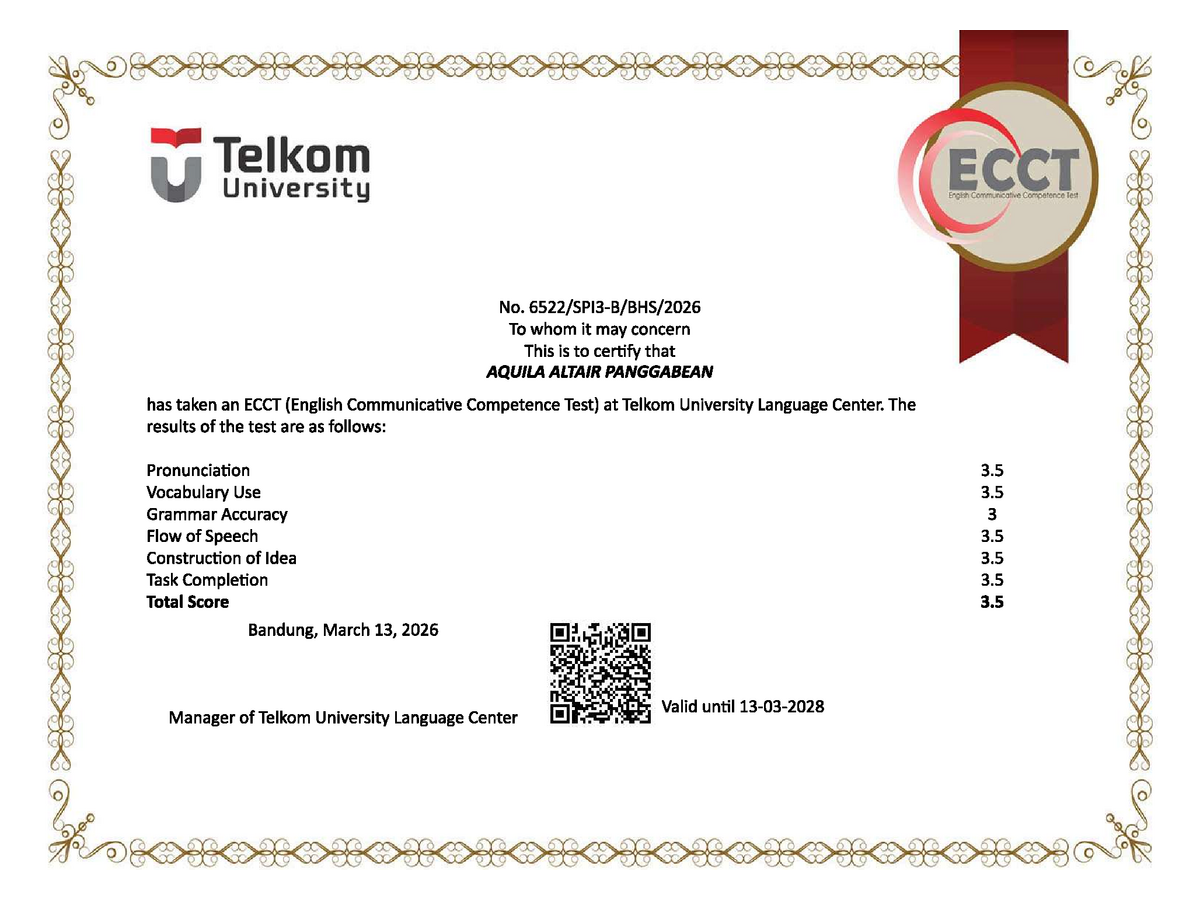 Telkom
University
ECCT
English Communicative Competence Test
No. 6522/SPI3-B/BHS/2026
To whom it may concern
This is to certify that
AQUILA ALTAIR PANGGABEAN
has taken an ECCT (English Communicative Competence Test) at Telkom University Language Center. The
results of the test are as follows:
Pronunciation 3.5
Vocabulary Use 3.5
Grammar Accuracy 3
Flow of Speech 3.5
Construction of Idea 3.5
Task Completion 3.5
Total Score 3.5
Bandung, March 13, 2026
Valid until 13-03-2028
Manager of Telkom University Language Center